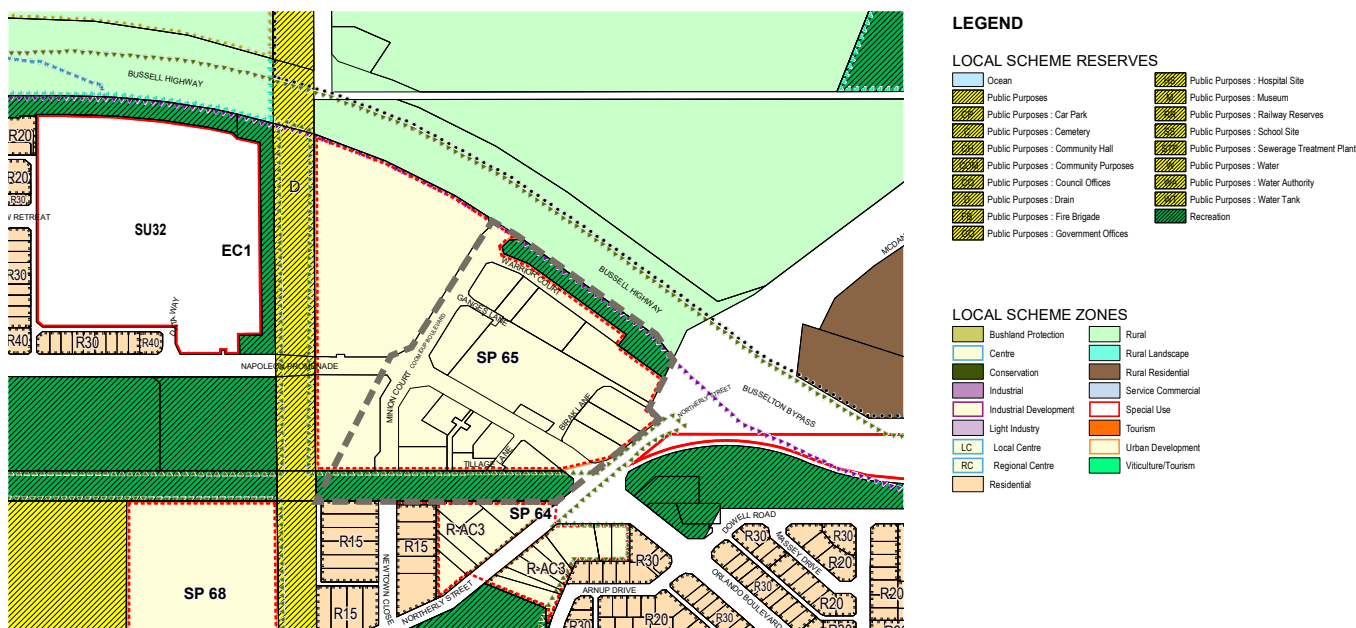 BUSSELL HIGHWAY
R20
R20
R30
W RETREAT
R30
R40
SU32
EC1
R30
R40
D
NAPOLEON PROMENADE
WARRIOR COURT
GANGES LANE
COOMBUP BOULEVARD
SP 65
MINION COURT
BIRAK LANE
TILLAGE LANE
BUSSELL HIGHWAY
NORTHERLY STREET
BUSSELTON BYPASS
MCDAN
SP 68
R15
R15
R15
NEWTOWN CLOSE
SP 64
R-AC3
R-AC3
NORTHERLY STREET
R30
ARNUP DRIVE
R30
R20
R30
DOWELL ROAD
MASSEY DRIVE
ORLANDO BOULEVARD
R30
R30
R30
R20
R20
R20
R20
LEGEND
LOCAL SCHEME RESERVES
Ocean
Public Purposes
Public Purposes : Car Park
Public Purposes : Cemetery
Public Purposes : Community Hall
Public Purposes : Community Purposes
Public Purposes : Council Offices
Public Purposes : Drain
Public Purposes : Fire Brigade
Public Purposes : Government Offices
Public Purposes : Hospital Site
Public Purposes : Museum
Public Purposes : Railway Reserves
Public Purposes : School Site
Public Purposes : Sewerage Treatment Plant
Public Purposes : Water
Public Purposes : Water Authority
Public Purposes : Water Tank
Recreation
LOCAL SCHEME ZONES
Bushland Protection
Centre
Conservation
Industrial
Industrial Development
Light Industry
LC Local Centre
RC Regional Centre
Residential
Rural
Rural Landscape
Rural Residential
Service Commercial
Special Use
Tourism
Urban Development
Viticulture/Tourism